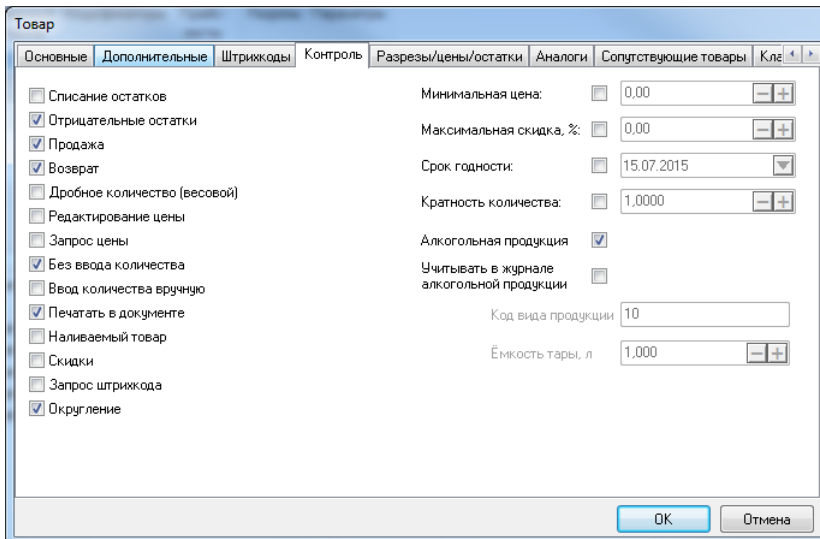 Товар
Основные
Дополнительные
Штрихкоды
Контроль
Разрезы/цены/остатки
Аналоги
Сопутствующие товары
Кла
Списание остатков
Отрицательные остатки
Продажа
Возврат
Дробное количество (весовой)
Редактирование цены
Запрос цены
Без ввода количества
Ввод количества вручную
Печатать в документе
Наливаемый товар
Скидки
Запрос штрихкода
Округление
Минимальная цена: 0,00
Максимальная скидка, %: 0,00
Срок годности: 15.07.2015
Кратность количества: 1,0000
Алкогольная продукция
Учитывать в журнале
алкогольной продукции
Код вида продукции 10
Ёмкость тары, л 1,000
OK
Отмена